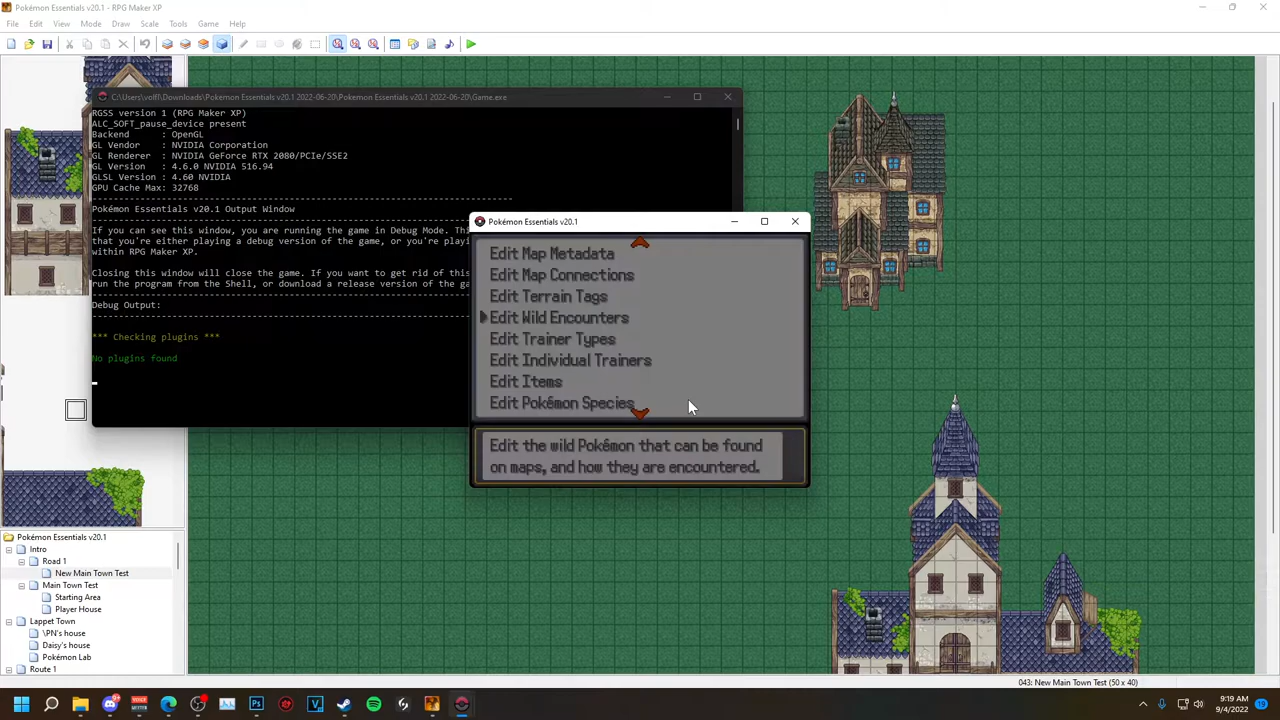 Pokémon Essentials v20.1 - RPG Maker XP
File Edit View Mode Draw Scale Tools Game Help
C:\Users\volfi\Downloads\Pokemon Essentials v20.1 2022-06-20\Pokemon Essentials v20.1 2022-06-20\Game.exe
RGSS version 1 (RPG Maker XP)
ALC_SOFT_pause_device present
Backend : OpenGL
GL Vendor : NVIDIA Corporation
GL Renderer : NVIDIA GeForce RTX 2080/PCIe/SSE2
GL Version : 4.6.0 NVIDIA 516.94
GLSL Version : 4.60 NVIDIA
GPU Cache Max: 32768
Pokémon Essentials v20.1 Output Window
If you can see this window, you are running the game in Debug Mode. Thi
that you're either playing a debug version of the game, or you're playi
within RPG Maker XP.
Closing this window will close the game. If you want to get rid of this
run the program from the Shell, or download a release version of the ga
Debug Output:
*** Checking plugins ***
No plugins found
Pokémon Essentials v20.1
Edit Map Metadata
Edit Map Connections
Edit Terrain Tags
Edit Wild Encounters
Edit Trainer Types
Edit Individual Trainers
Edit Items
Edit Pokémon Species
Edit the wild Pokémon that can be found
on maps, and how they are encountered.
Pokémon Essentials v20.1
Intro
Road 1
New Main Town Test
Main Town Test
Starting Area
Player House
Lappet Town
\PN's house
Daisy's house
Pokémon Lab
Route 1
043: New Main Town Test (50 x 40)
9:19 AM
9/4/2022